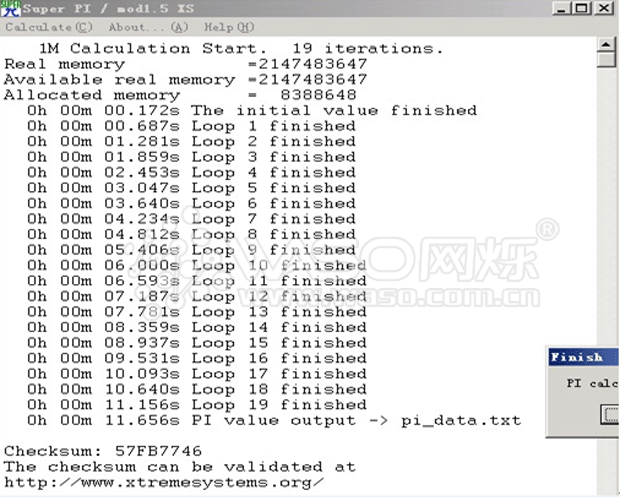 SUPER
Super PI / mod1.5 XS
Calculate(C) About...(A) Help(H)
1M Calculation Start. 19 iterations.
Real memory =2147483647
Available real memory =2147483647
Allocated memory = 8388648
0h 00m 00.172s The initial value finished
0h 00m 00.687s Loop 1 finished
0h 00m 01.281s Loop 2 finished
0h 00m 01.859s Loop 3 finished
0h 00m 02.453s Loop 4 finished
0h 00m 03.047s Loop 5 finished
0h 00m 03.640s Loop 6 finished
0h 00m 04.234s Loop 7 finished
0h 00m 04.812s Loop 8 finished
0h 00m 05.406s Loop 9 finished
0h 00m 06.000s Loop 10 finished
0h 00m 06.593s Loop 11 finished
0h 00m 07.187s Loop 12 finished
0h 00m 07.781s Loop 13 finished
0h 00m 08.359s Loop 14 finished
0h 00m 08.937s Loop 15 finished
0h 00m 09.531s Loop 16 finished
0h 00m 10.093s Loop 17 finished
0h 00m 10.640s Loop 18 finished
0h 00m 11.156s Loop 19 finished
0h 00m 11.656s PI value output -> pi_data.txt
Checksum: 57FB7746
The checksum can be validated at
http://www.xtremesystems.org/
Finish
PI calc
网烁®